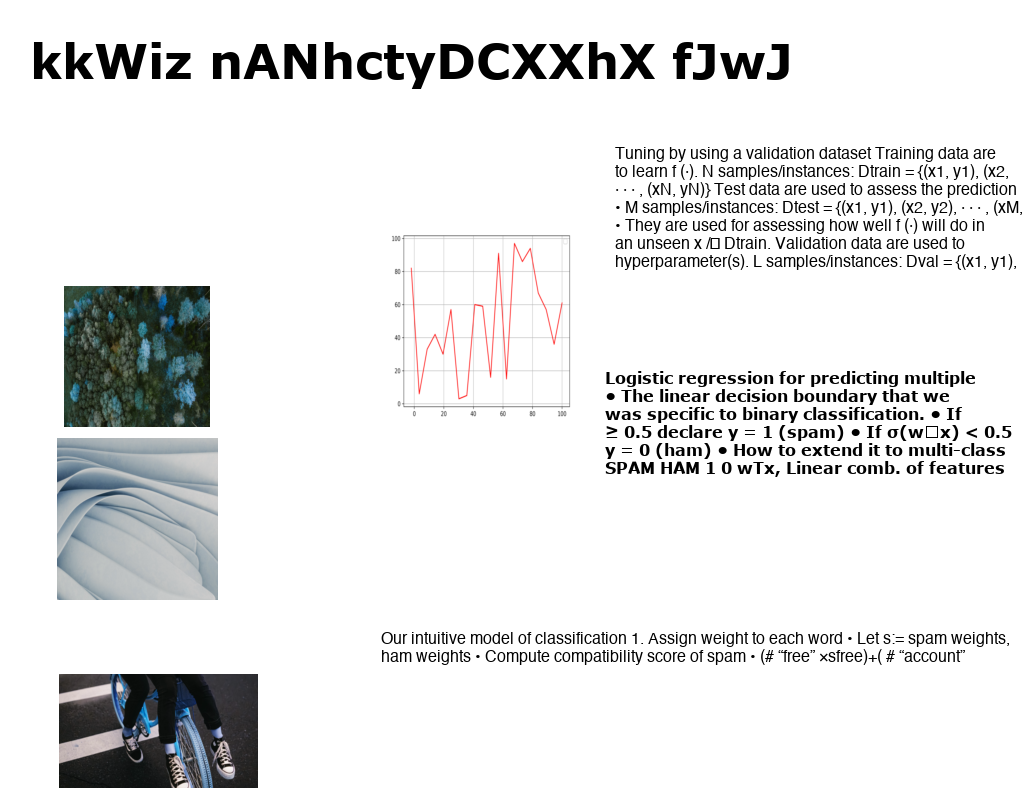 kkWiz nANhctyDCXXhX fJwJ
Tuning by using a validation dataset Training data are
to learn f (·). N samples/instances: Dtrain = {(x1, y1), (x2,
· · · , (xN, yN)} Test data are used to assess the prediction
• M samples/instances: Dtest = {(x1, y1), (x2, y2), · · · , (xM,
• They are used for assessing how well f (·) will do in
an unseen x /□ Dtrain. Validation data are used to
hyperparameter(s). L samples/instances: Dval = {(x1, y1),
100
80
60
40
20
0
0 20 40 60 80 100
Logistic regression for predicting multiple
• The linear decision boundary that we
was specific to binary classification. • If
≥ 0.5 declare y = 1 (spam) • If σ(w□x) < 0.5
y = 0 (ham) • How to extend it to multi-class
SPAM HAM 1 0 wTx, Linear comb. of features
Our intuitive model of classification 1. Assign weight to each word • Let s:= spam weights,
ham weights • Compute compatibility score of spam • (# “free” ×sfree)+( # “account”